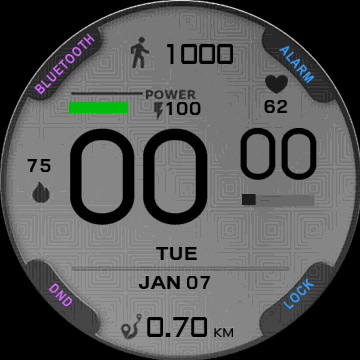 BLUETOOTH
1000
ALARM
POWER
100
62
75
00
00
TUE
JAN 07
DND
LOCK
0.70 KM